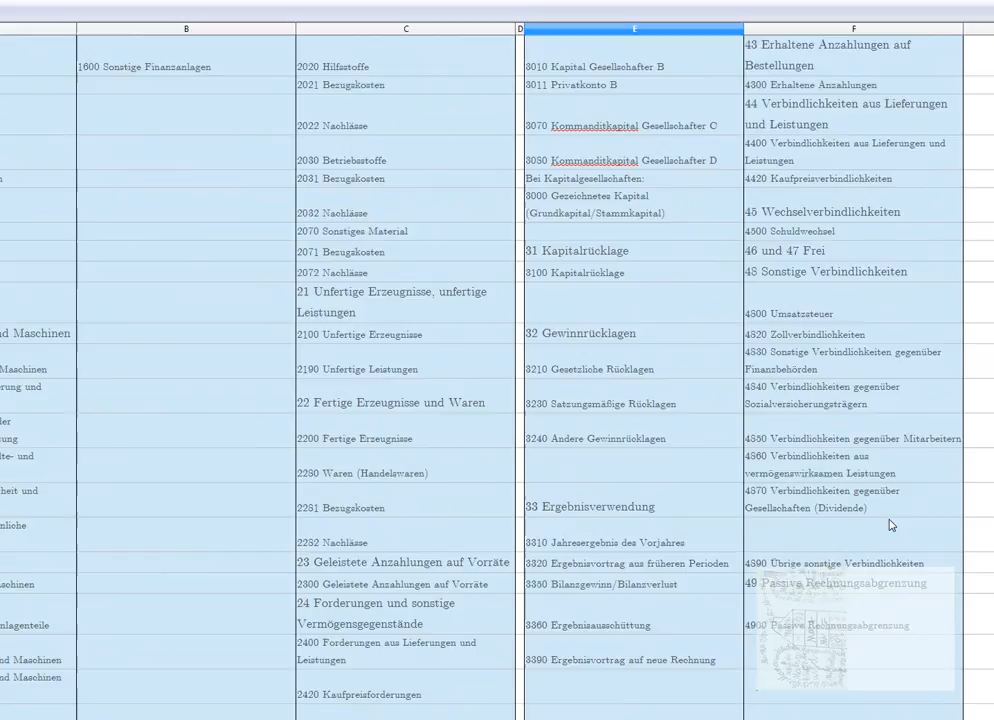 B
C
D
E
F
nd Maschinen
Maschinen
rung und
der
ung
lte- und
heit und
nliche
schinen
nlagenteile
nd Maschinen
nd Maschinen
1600 Sonstige Finanzanlagen
2020 Hilfsstoffe
2021 Bezugskosten
2022 Nachlässe
2030 Betriebsstoffe
2031 Bezugskosten
2032 Nachlässe
2070 Sonstiges Material
2071 Bezugskosten
2072 Nachlässe
21 Unfertige Erzeugnisse, unfertige
Leistungen
2100 Unfertige Erzeugnisse
2190 Unfertige Leistungen
22 Fertige Erzeugnisse und Waren
2200 Fertige Erzeugnisse
2280 Waren (Handelswaren)
2281 Bezugskosten
2282 Nachlässe
23 Geleistete Anzahlungen auf Vorräte
2300 Geleistete Anzahlungen auf Vorräte
24 Forderungen und sonstige
Vermögensgegenstände
2400 Forderungen aus Lieferungen und
Leistungen
2420 Kaufpreisforderungen
3010 Kapital Gesellschafter B
3011 Privatkonto B
3070 Kommanditkapital Gesellschafter C
3080 Kommanditkapital Gesellschafter D
Bei Kapitalgesellschaften:
3000 Gezeichnetes Kapital
(Grundkapital/Stammkapital)
31 Kapitalrücklage
3100 Kapitalrücklage
32 Gewinnrücklagen
3210 Gesetzliche Rücklagen
3230 Satzungsmäßige Rücklagen
3240 Andere Gewinnrücklagen
33 Ergebnisverwendung
3310 Jahresergebnis des Vorjahres
3320 Ergebnisvortrag aus früheren Perioden
3350 Bilanzgewinn/Bilanzverlust
3360 Ergebnisausschüttung
3390 Ergebnisvortrag auf neue Rechnung
43 Erhaltene Anzahlungen auf
Bestellungen
4300 Erhaltene Anzahlungen
44 Verbindlichkeiten aus Lieferungen
und Leistungen
4400 Verbindlichkeiten aus Lieferungen und
Leistungen
4420 Kaufpreisverbindlichkeiten
45 Wechselverbindlichkeiten
4500 Schuldwechsel
46 und 47 Frei
48 Sonstige Verbindlichkeiten
4800 Umsatzsteuer
4820 Zollverbindlichkeiten
4830 Sonstige Verbindlichkeiten gegenüber
Finanzbehörden
4840 Verbindlichkeiten gegenüber
Sozialversicherungsträgern
4850 Verbindlichkeiten gegenüber Mitarbeitern
4860 Verbindlichkeiten aus
vermögenswirksamen Leistungen
4870 Verbindlichkeiten gegenüber
Gesellschaften (Dividende)
4890 Übrige sonstige Verbindlichkeiten
49 Passive Rechnungsabgrenzung
4900 Passive Rechnungsabgrenzung